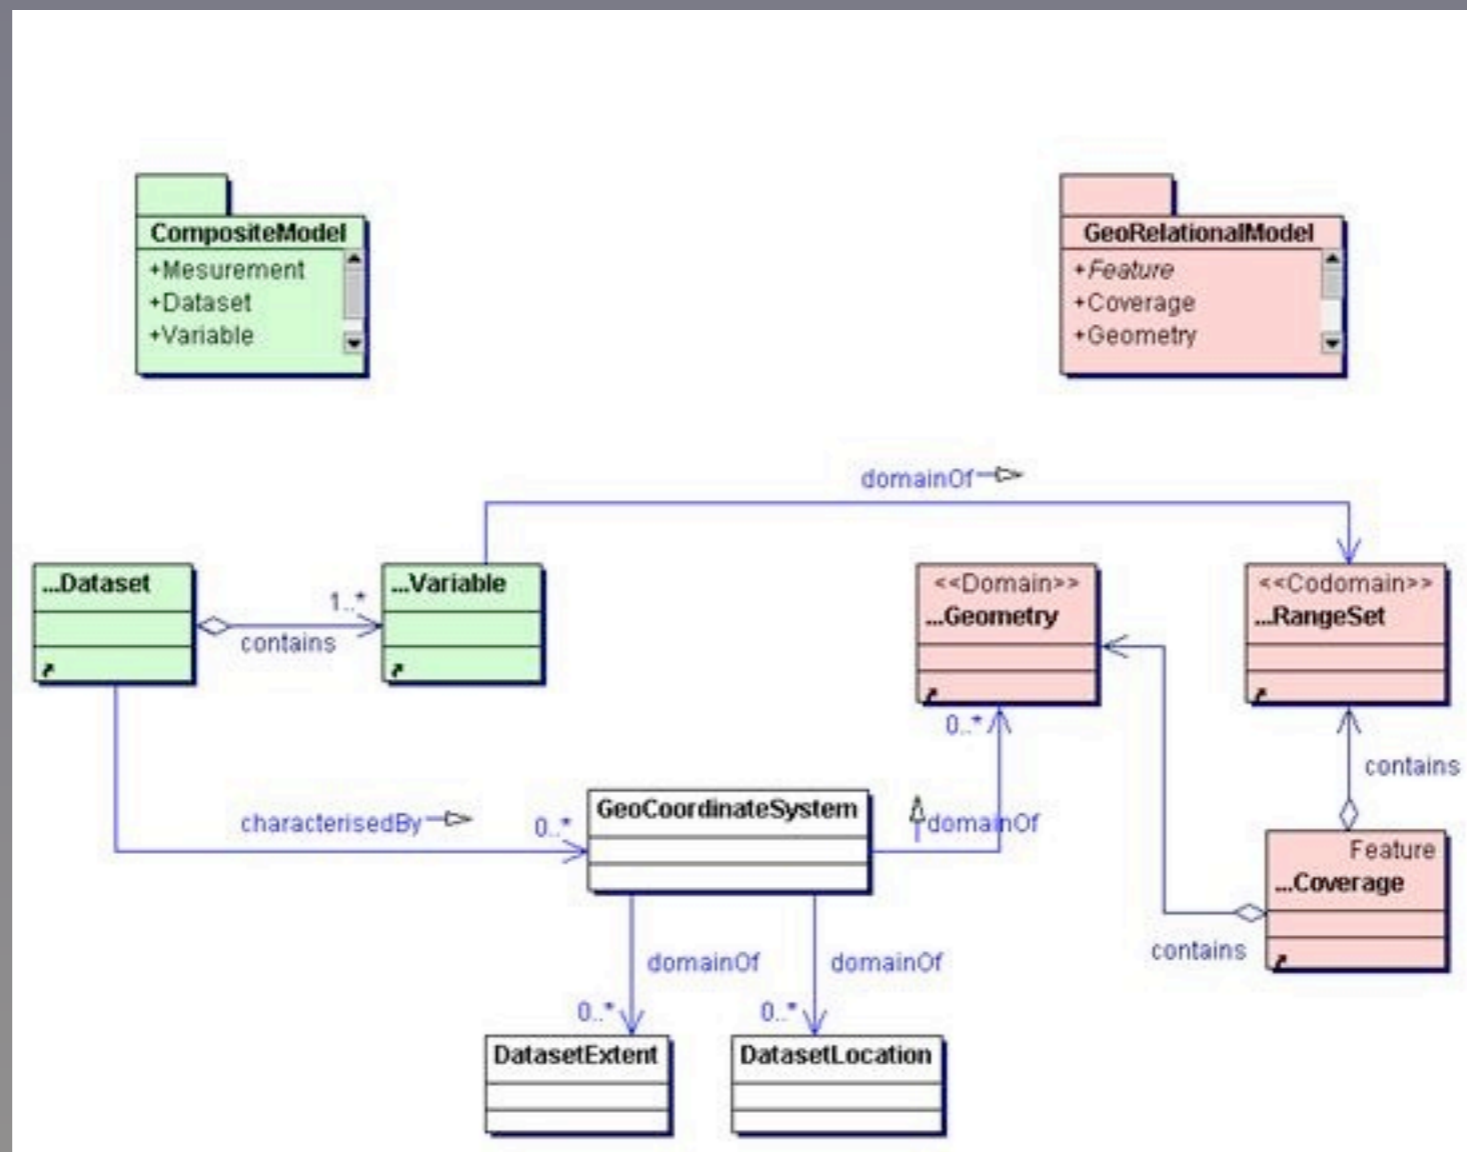 CompositeModel
+Mesurement
+Dataset
+Variable
GeoRelationalModel
+Feature
+Coverage
+Geometry
domainOf
...Dataset
1..*
contains
...Variable
<<Domain>>
...Geometry
<<Codomain>>
...RangeSet
0..*
contains
characterisedBy
0..*
GeoCoordinateSystem
domainOf
Feature
...Coverage
contains
domainOf
domainOf
0..*
0..*
DatasetExtent
DatasetLocation